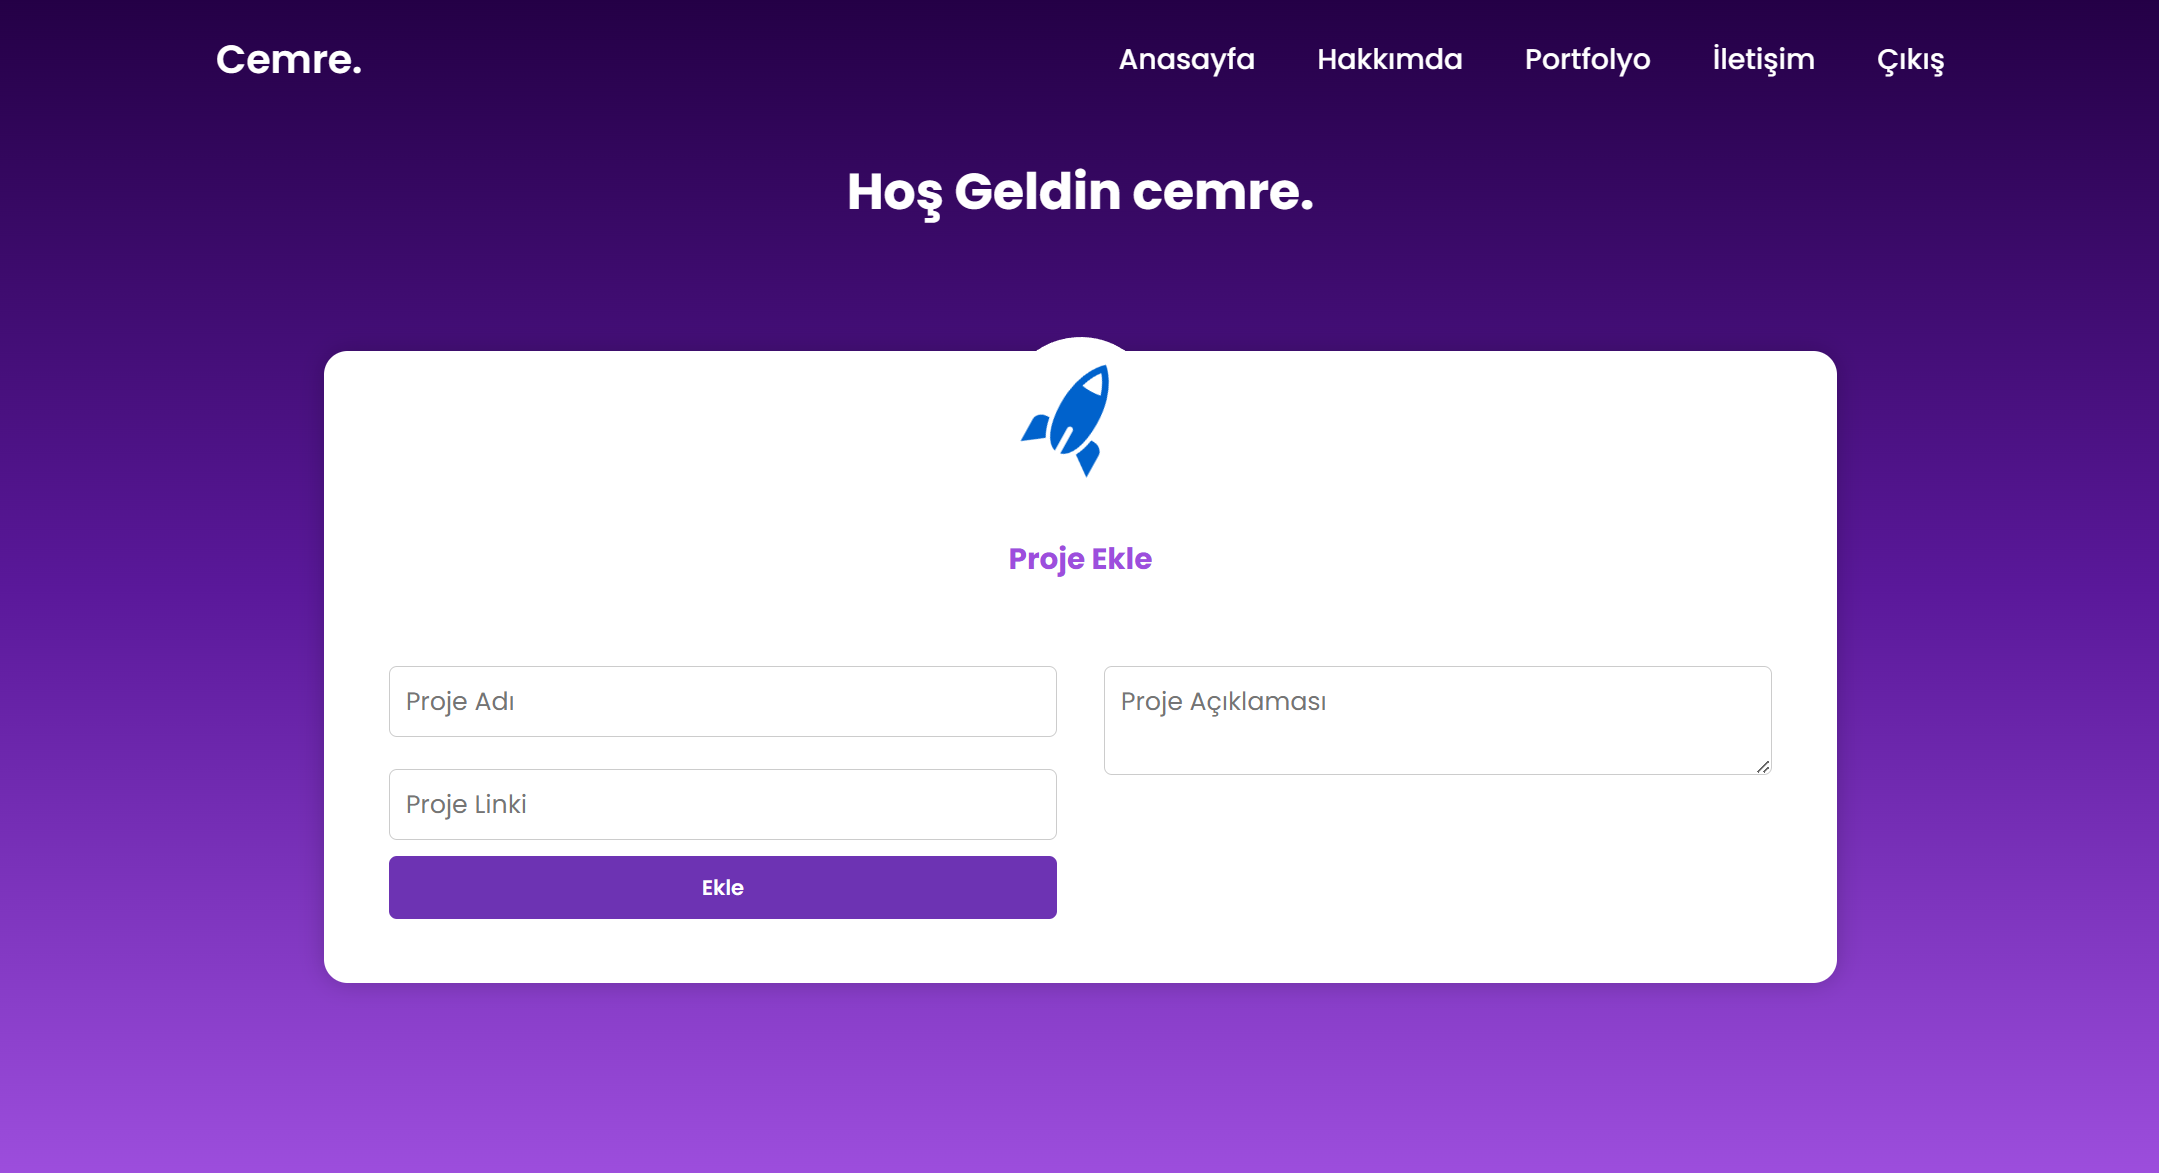 Cemre.
Anasayfa Hakkımda Portfolyo İletişim Çıkış
Hoş Geldin cemre.
Proje Ekle
Proje Adı
Proje Açıklaması
Proje Linki
Ekle